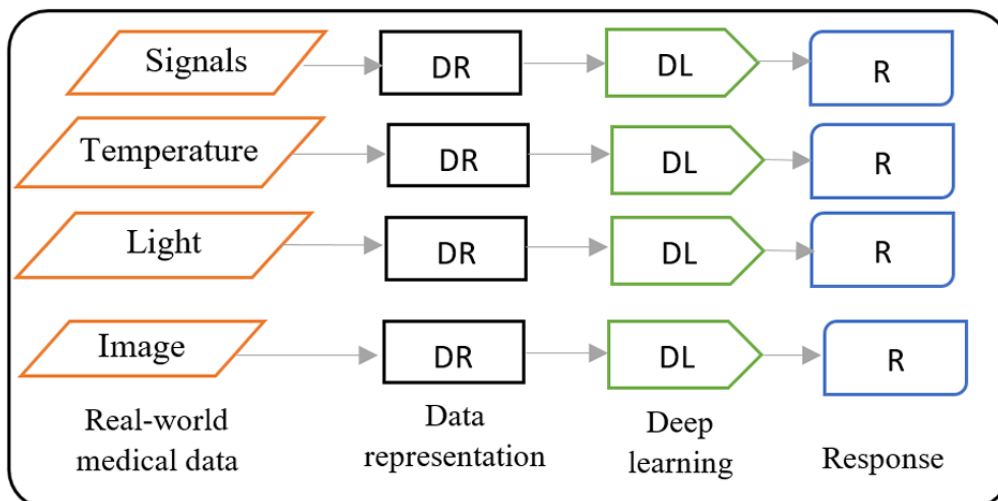 Signals DR DL R
Temperature DR DL R
Light DR DL R
Image DR DL R
Real-world
medical data
Data
representation
Deep
learning
Response